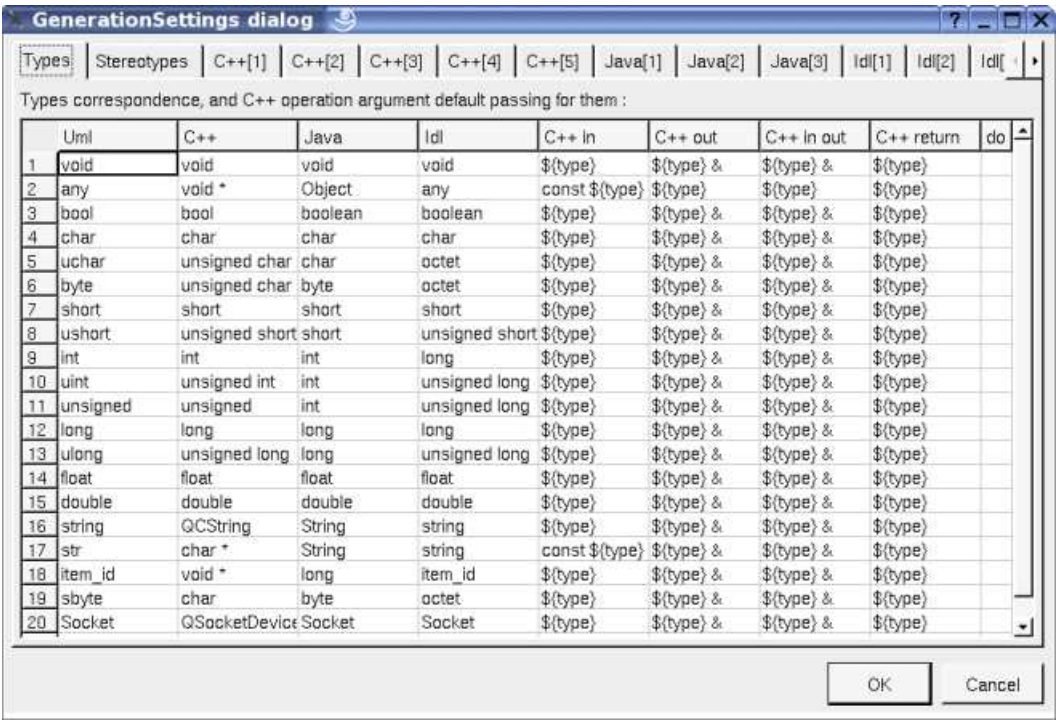 GenerationSettings dialog
Types Stereotypes C++[1] C++[2] C++[3] C++[4] C++[5] Java[1] Java[2] Java[3] Idl[1] Idl[2] Idl[
Types correspondence, and C++ operation argument default passing for them :
Uml C++ Java Idl C++ in C++ out C++ in out C++ return do
1 void void void void ${type} ${type} & ${type} & ${type}
2 any void * Object any const ${type} ${type} ${type} ${type}
3 bool bool boolean boolean ${type} ${type} & ${type} & ${type}
4 char char char char ${type} ${type} & ${type} & ${type}
5 uchar unsigned char char octet ${type} ${type} & ${type} & ${type}
6 byte unsigned char byte octet ${type} ${type} & ${type} & ${type}
7 short short short short ${type} ${type} & ${type} & ${type}
8 ushort unsigned short short unsigned short ${type} ${type} & ${type} & ${type}
9 int int int long ${type} ${type} & ${type} & ${type}
10 uint unsigned int int unsigned long ${type} ${type} & ${type} & ${type}
11 unsigned unsigned int unsigned long ${type} ${type} & ${type} & ${type}
12 long long long long ${type} ${type} & ${type} & ${type}
13 ulong unsigned long long unsigned long ${type} ${type} & ${type} & ${type}
14 float float float float ${type} ${type} & ${type} & ${type}
15 double double double double ${type} ${type} & ${type} & ${type}
16 string QCString String string ${type} ${type} & ${type} & ${type}
17 str char * String string const ${type} ${type} & ${type} & ${type}
18 item_id void * long item_id ${type} ${type} & ${type} & ${type}
19 sbyte char byte octet ${type} ${type} & ${type} & ${type}
20 Socket QSocketDevice Socket Socket ${type} ${type} & ${type} & ${type}
OK Cancel